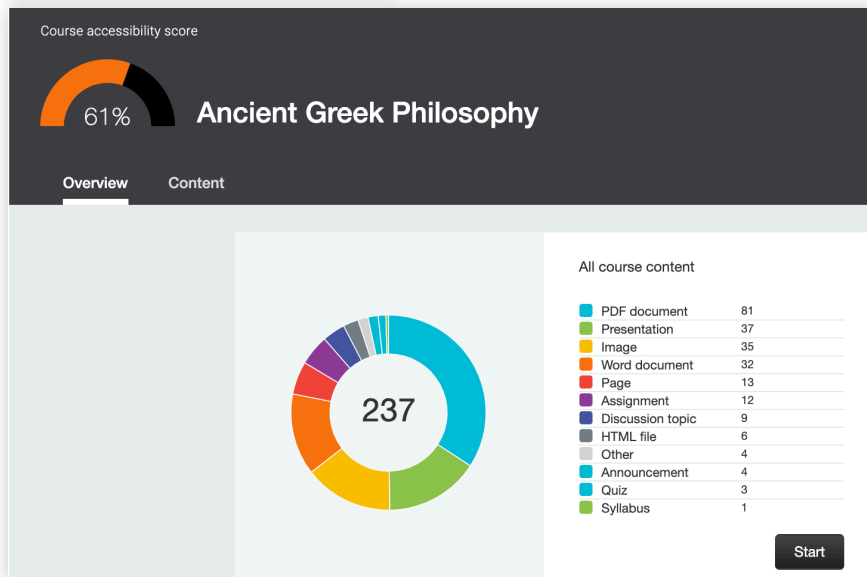 Course accessibility score
61%
Ancient Greek Philosophy
Overview Content
All course content
PDF document 81
Presentation 37
Image 35
Word document 32
Page 13
Assignment 12
Discussion topic 9
HTML file 6
Other 4
Announcement 4
Quiz 3
Syllabus 1
237
Start